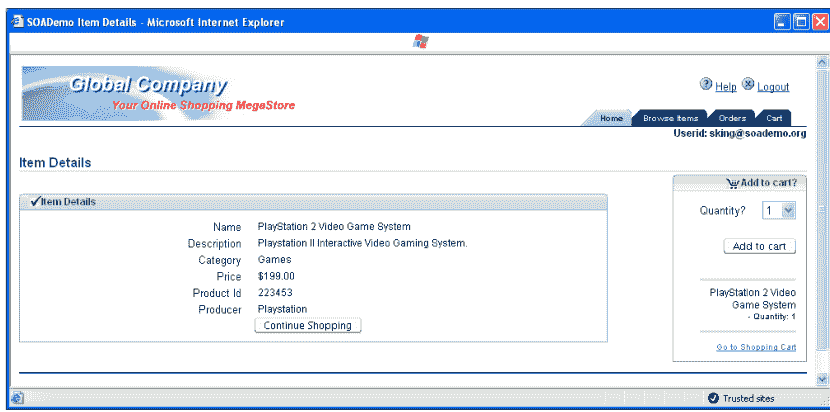 SOADemo Item Details - Microsoft Internet Explorer
Global Company
Your Online Shopping MegaStore
Help Logout
Home Browse Items Orders Cart
Userid: sking@soademo.org
Item Details
Add to cart?
Item Details
Quantity? 1
Name PlayStation 2 Video Game System
Description Playstation II Interactive Video Gaming System.
Category Games
Price $199.00
Product Id 223453
Producer Playstation
Continue Shopping
Add to cart
PlayStation 2 Video
Game System
- Quantity: 1
Go to Shopping Cart
Trusted sites